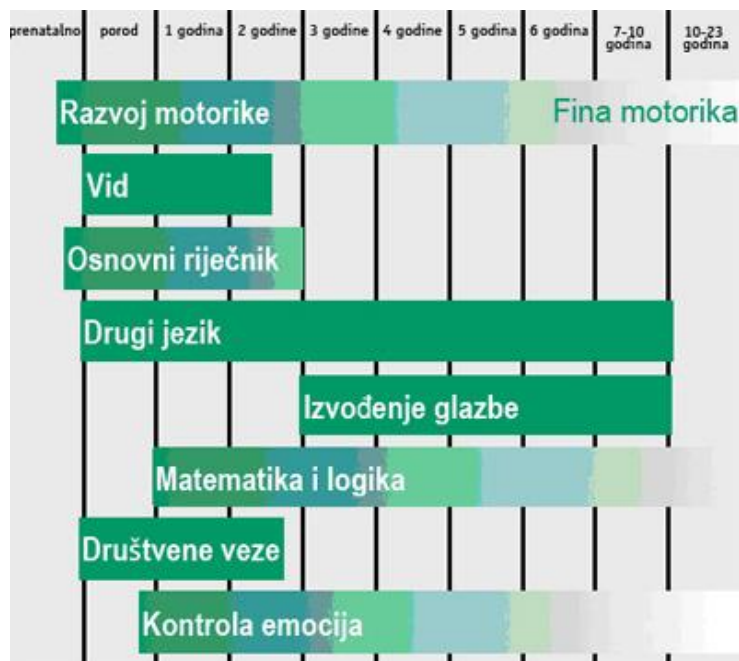 prenatalno porod 1 godina 2 godine 3 godine 4 godine 5 godina 6 godina 7-10 godina 10-23 godina
Razvoj motorike Fina motorika
Vid
Osnovni riječnik
Drugi jezik
Izvođenje glazbe
Matematika i logika
Društvene veze
Kontrola emocija